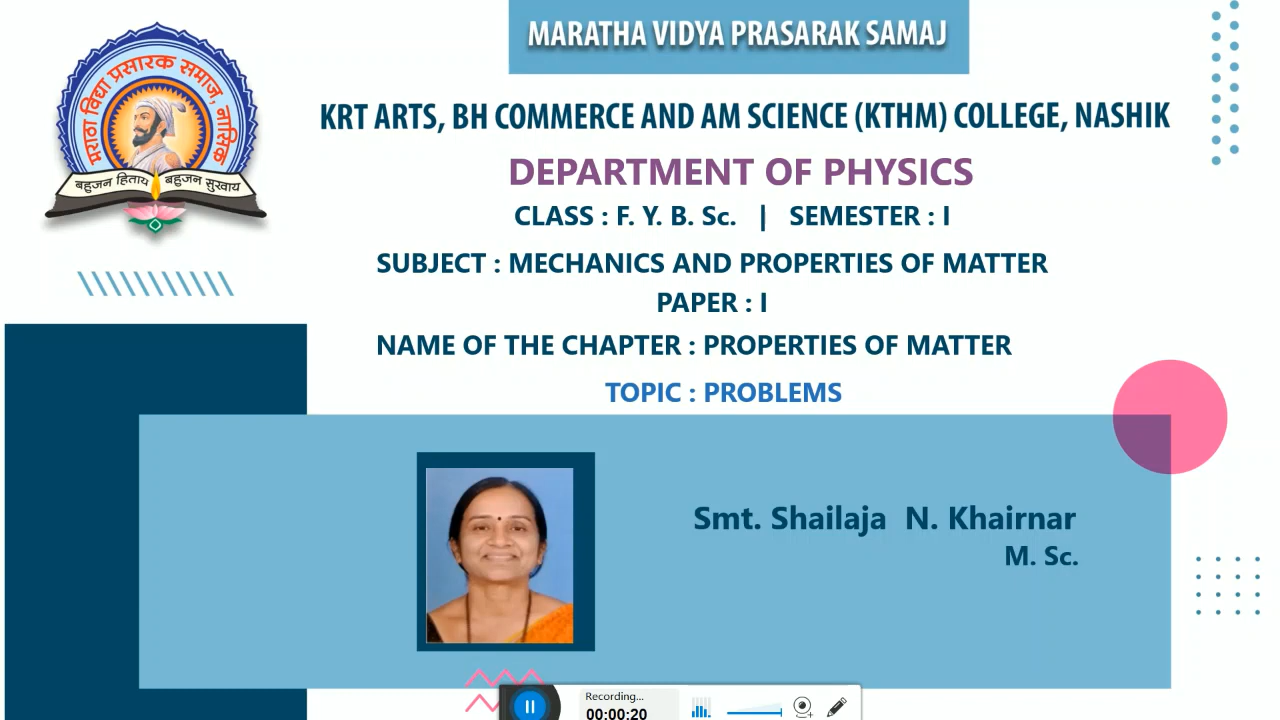 MARATHA VIDYA PRASARAK SAMAJ
मराठा विद्या प्रसारक समाज, नासिक
बहुजन हिताय बहुजन सुखाय
KRT ARTS, BH COMMERCE AND AM SCIENCE (KTHM) COLLEGE, NASHIK
DEPARTMENT OF PHYSICS
CLASS : F. Y. B. Sc. | SEMESTER : I
SUBJECT : MECHANICS AND PROPERTIES OF MATTER
PAPER : I
NAME OF THE CHAPTER : PROPERTIES OF MATTER
TOPIC : PROBLEMS
Smt. Shailaja N. Khairnar
M. Sc.
Recording...
00:00:20